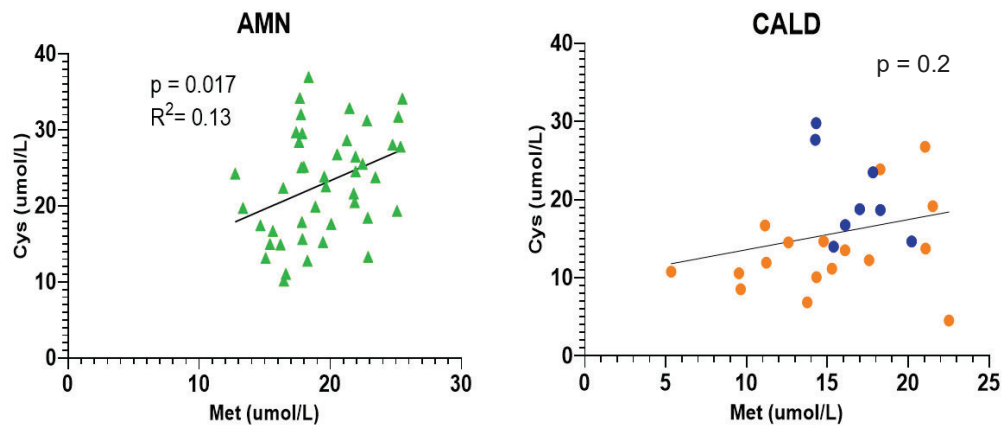 AMN
p = 0.017
R²= 0.13
Cys (umol/L)
40
30
20
10
0
0 10 20 30
Met (umol/L)
CALD
p = 0.2
Cys (umol/L)
40
30
20
10
0
0 5 10 15 20 25
Met (umol/L)